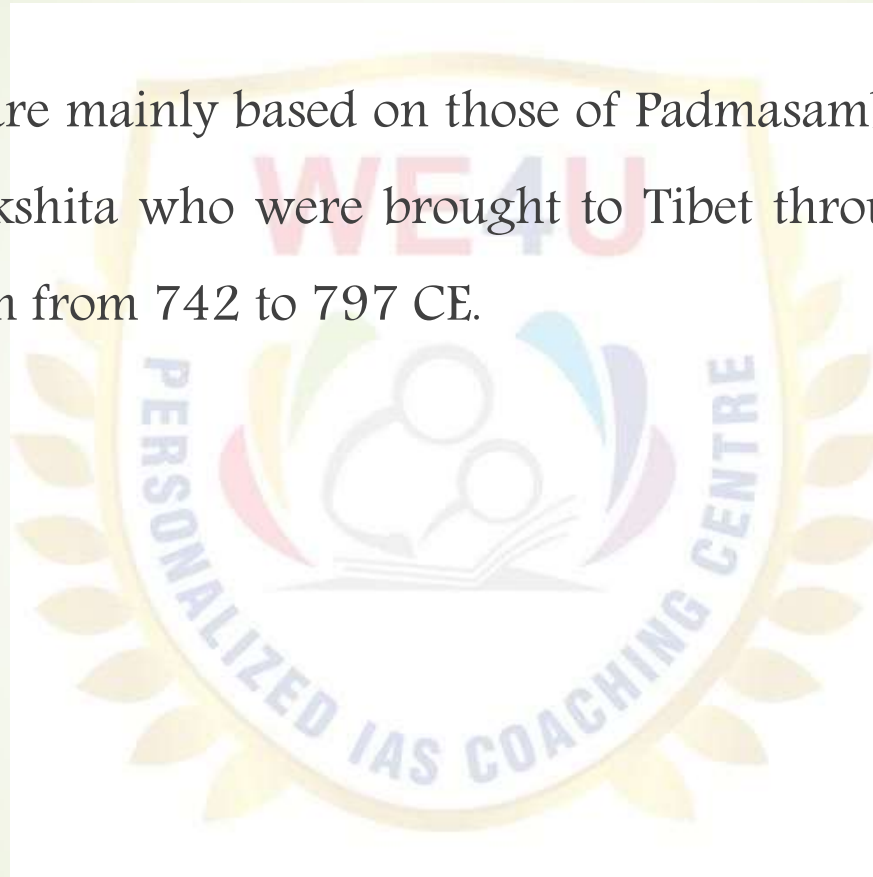 are mainly based on those of Padmasamb
kshita who were brought to Tibet throu
n from 742 to 797 CE.
WE4U
PERSONALIZED IAS COACHING CENTRE